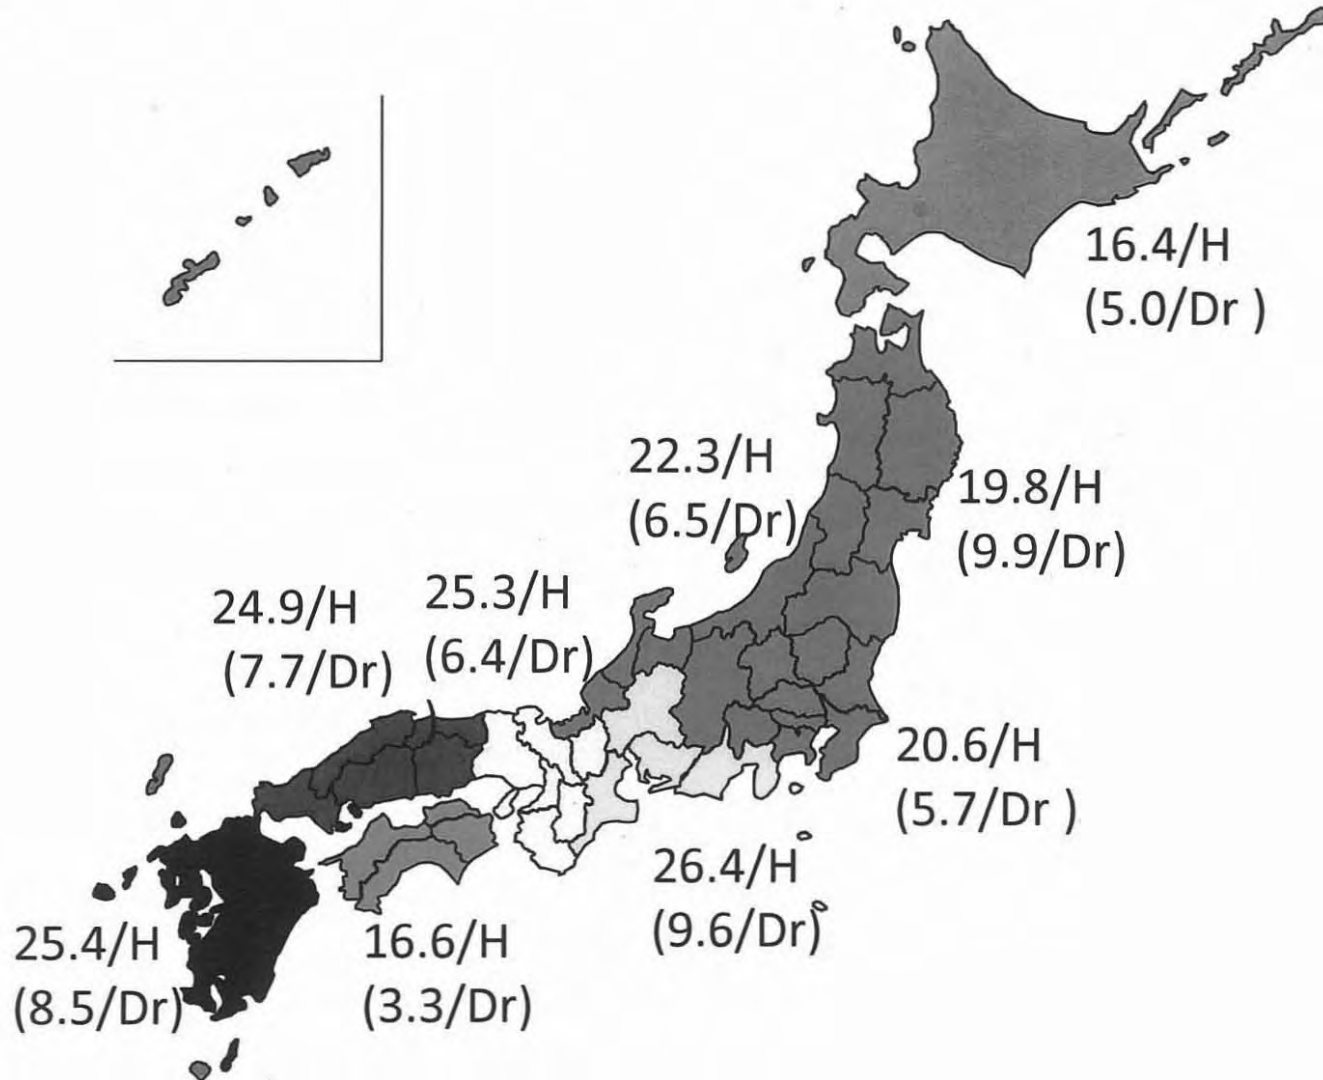 16.4/H
(5.0/Dr )
22.3/H
(6.5/Dr)
19.8/H
(9.9/Dr)
24.9/H
(7.7/Dr)
25.3/H
(6.4/Dr)
20.6/H
(5.7/Dr )
26.4/H
(9.6/Dr)
25.4/H
(8.5/Dr)
16.6/H
(3.3/Dr)